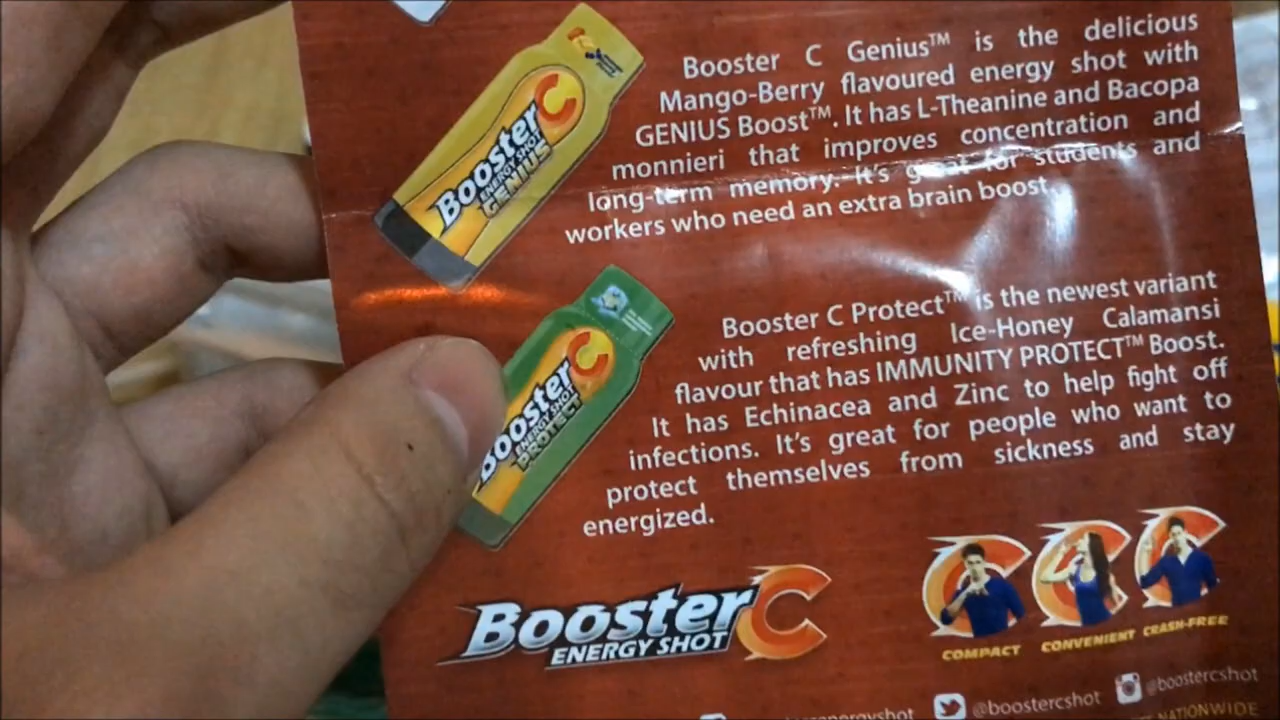 Booster C Genius™ is the delicious
Mango-Berry flavoured energy shot with
GENIUS Boost™. It has L-Theanine and Bacopa
monnieri that improves concentration and
long-term memory. It's great for students and
workers who need an extra brain boost.
Booster C
ENERGY SHOT
GENIUS
Booster C Protect™ is the newest variant
with refreshing Ice-Honey Calamansi
flavour that has IMMUNITY PROTECT™ Boost.
It has Echinacea and Zinc to help fight off
infections. It's great for people who want to
protect themselves from sickness and stay
energized.
Booster C
ENERGY SHOT
PROTECT
Booster C
ENERGY SHOT
COMPACT CONVENIENT CRASH-FREE
@boostercshot @boostercshot
NATIONWIDE